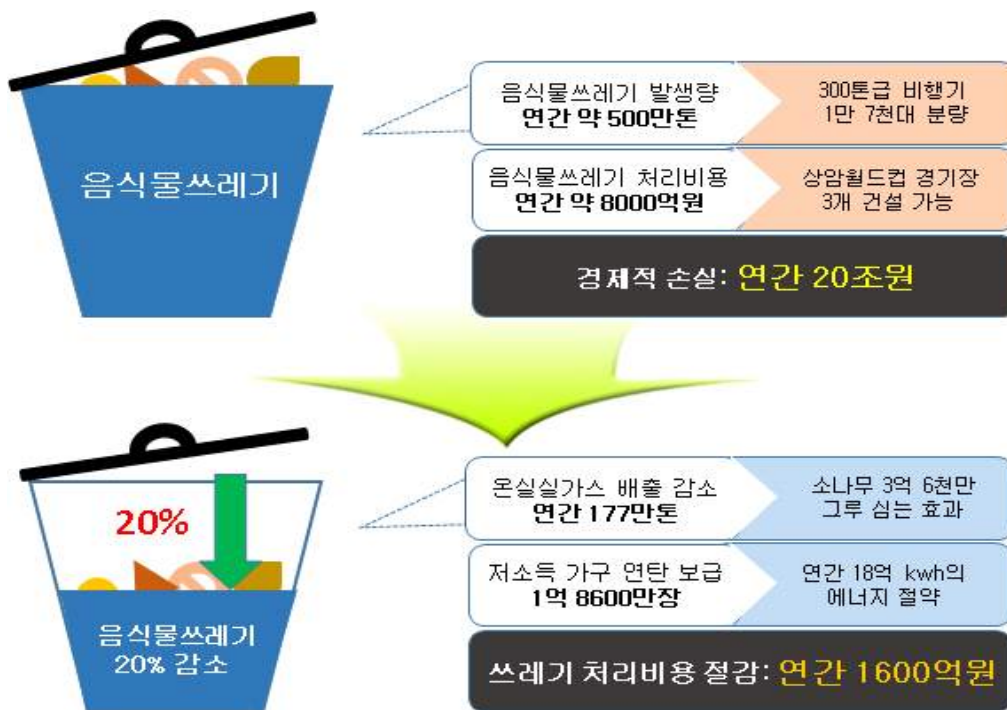 음식물쓰레기
음식물쓰레기 발생량
연간 약 500만톤
300톤급 비행기
1만 7천대 분량
음식물쓰레기 처리비용
연간 약 8000억원
상암월드컵 경기장
3개 건설 가능
경제적 손실: 연간 20조원
20%
음식물쓰레기
20% 감소
온실실가스 배출 감소
연간 177만톤
소나무 3억 6천만
그루 심는 효과
저소득 가구 연탄 보급
1억 8600만장
연간 18억 kwh의
에너지 절약
쓰레기 처리비용 절감: 연간 1600억원